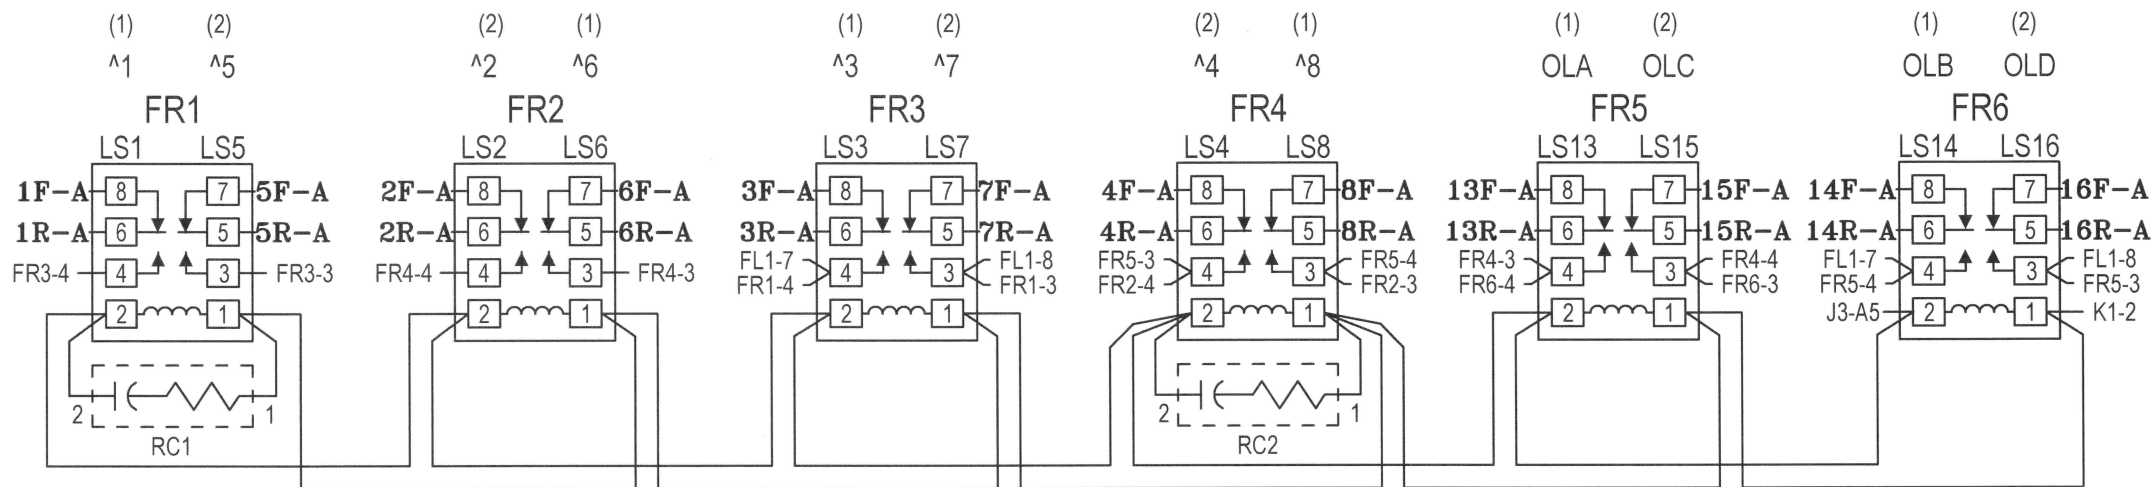 (1) (2) (2) (1) (1) (2) (2) (1) (1) (2) (1) (2)
^1 ^5 ^2 ^6 ^3 ^7 ^4 ^8 OLA OLC OLB OLD
FR1 FR2 FR3 FR4 FR5 FR6
LS1 LS5 LS2 LS6 LS3 LS7 LS4 LS8 LS13 LS15 LS14 LS16
1F-A 8 7 5F-A 2F-A 8 7 6F-A 3F-A 8 7 7F-A 4F-A 8 7 8F-A 13F-A 8 7 15F-A 14F-A 8 7 16F-A
1R-A 6 5 5R-A 2R-A 6 5 6R-A 3R-A 6 5 7R-A 4R-A 6 5 8R-A 13R-A 6 5 15R-A 14R-A 6 5 16R-A
FL1-7 FL1-8 FR5-3 FR5-4 FR4-3 FR4-4 FL1-7 FL1-8
FR3-4 4 3 FR3-3 FR4-4 4 3 FR4-3 4 3 4 3 4 3 4 3
FR1-4 FR1-3 FR2-4 FR2-3 FR6-4 FR6-3 FR5-4 FR5-3
2 1 2 1 2 1 2 1 2 1 J3-A5 2 1 K1-2
2 1 2 1
RC1 RC2